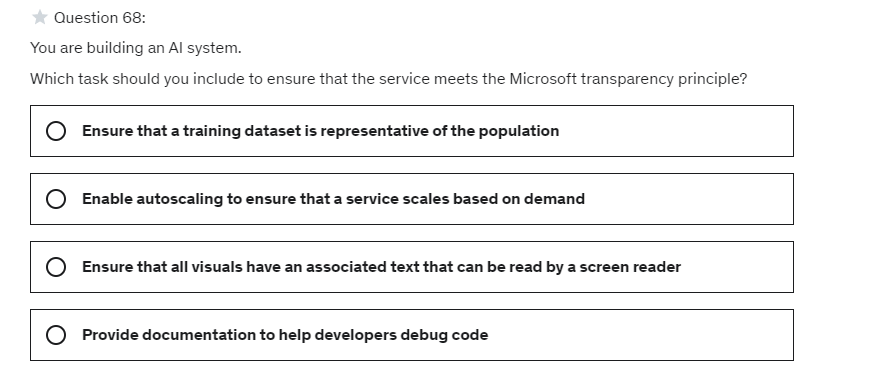 Question 68:
You are building an AI system.
Which task should you include to ensure that the service meets the Microsoft transparency principle?
Ensure that a training dataset is representative of the population
Enable autoscaling to ensure that a service scales based on demand
Ensure that all visuals have an associated text that can be read by a screen reader
Provide documentation to help developers debug code